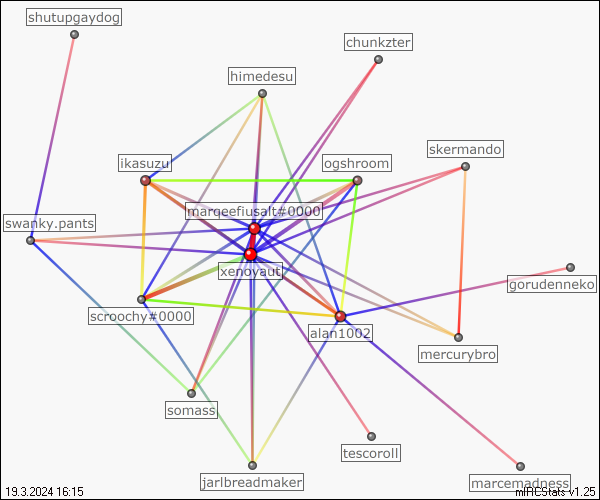 shutupgaydog
chunkzter
himedesu
skermando
ikasuzu
ogshroom
marqeefiusalt#0000
swanky.pants
xenoyaut
gorudenneko
scroochy#0000
alan1002
mercurybro
somass
tescoroll
jarlbreadmaker
marcemadness
19.3.2024 16:15
mIRCStats v1.25